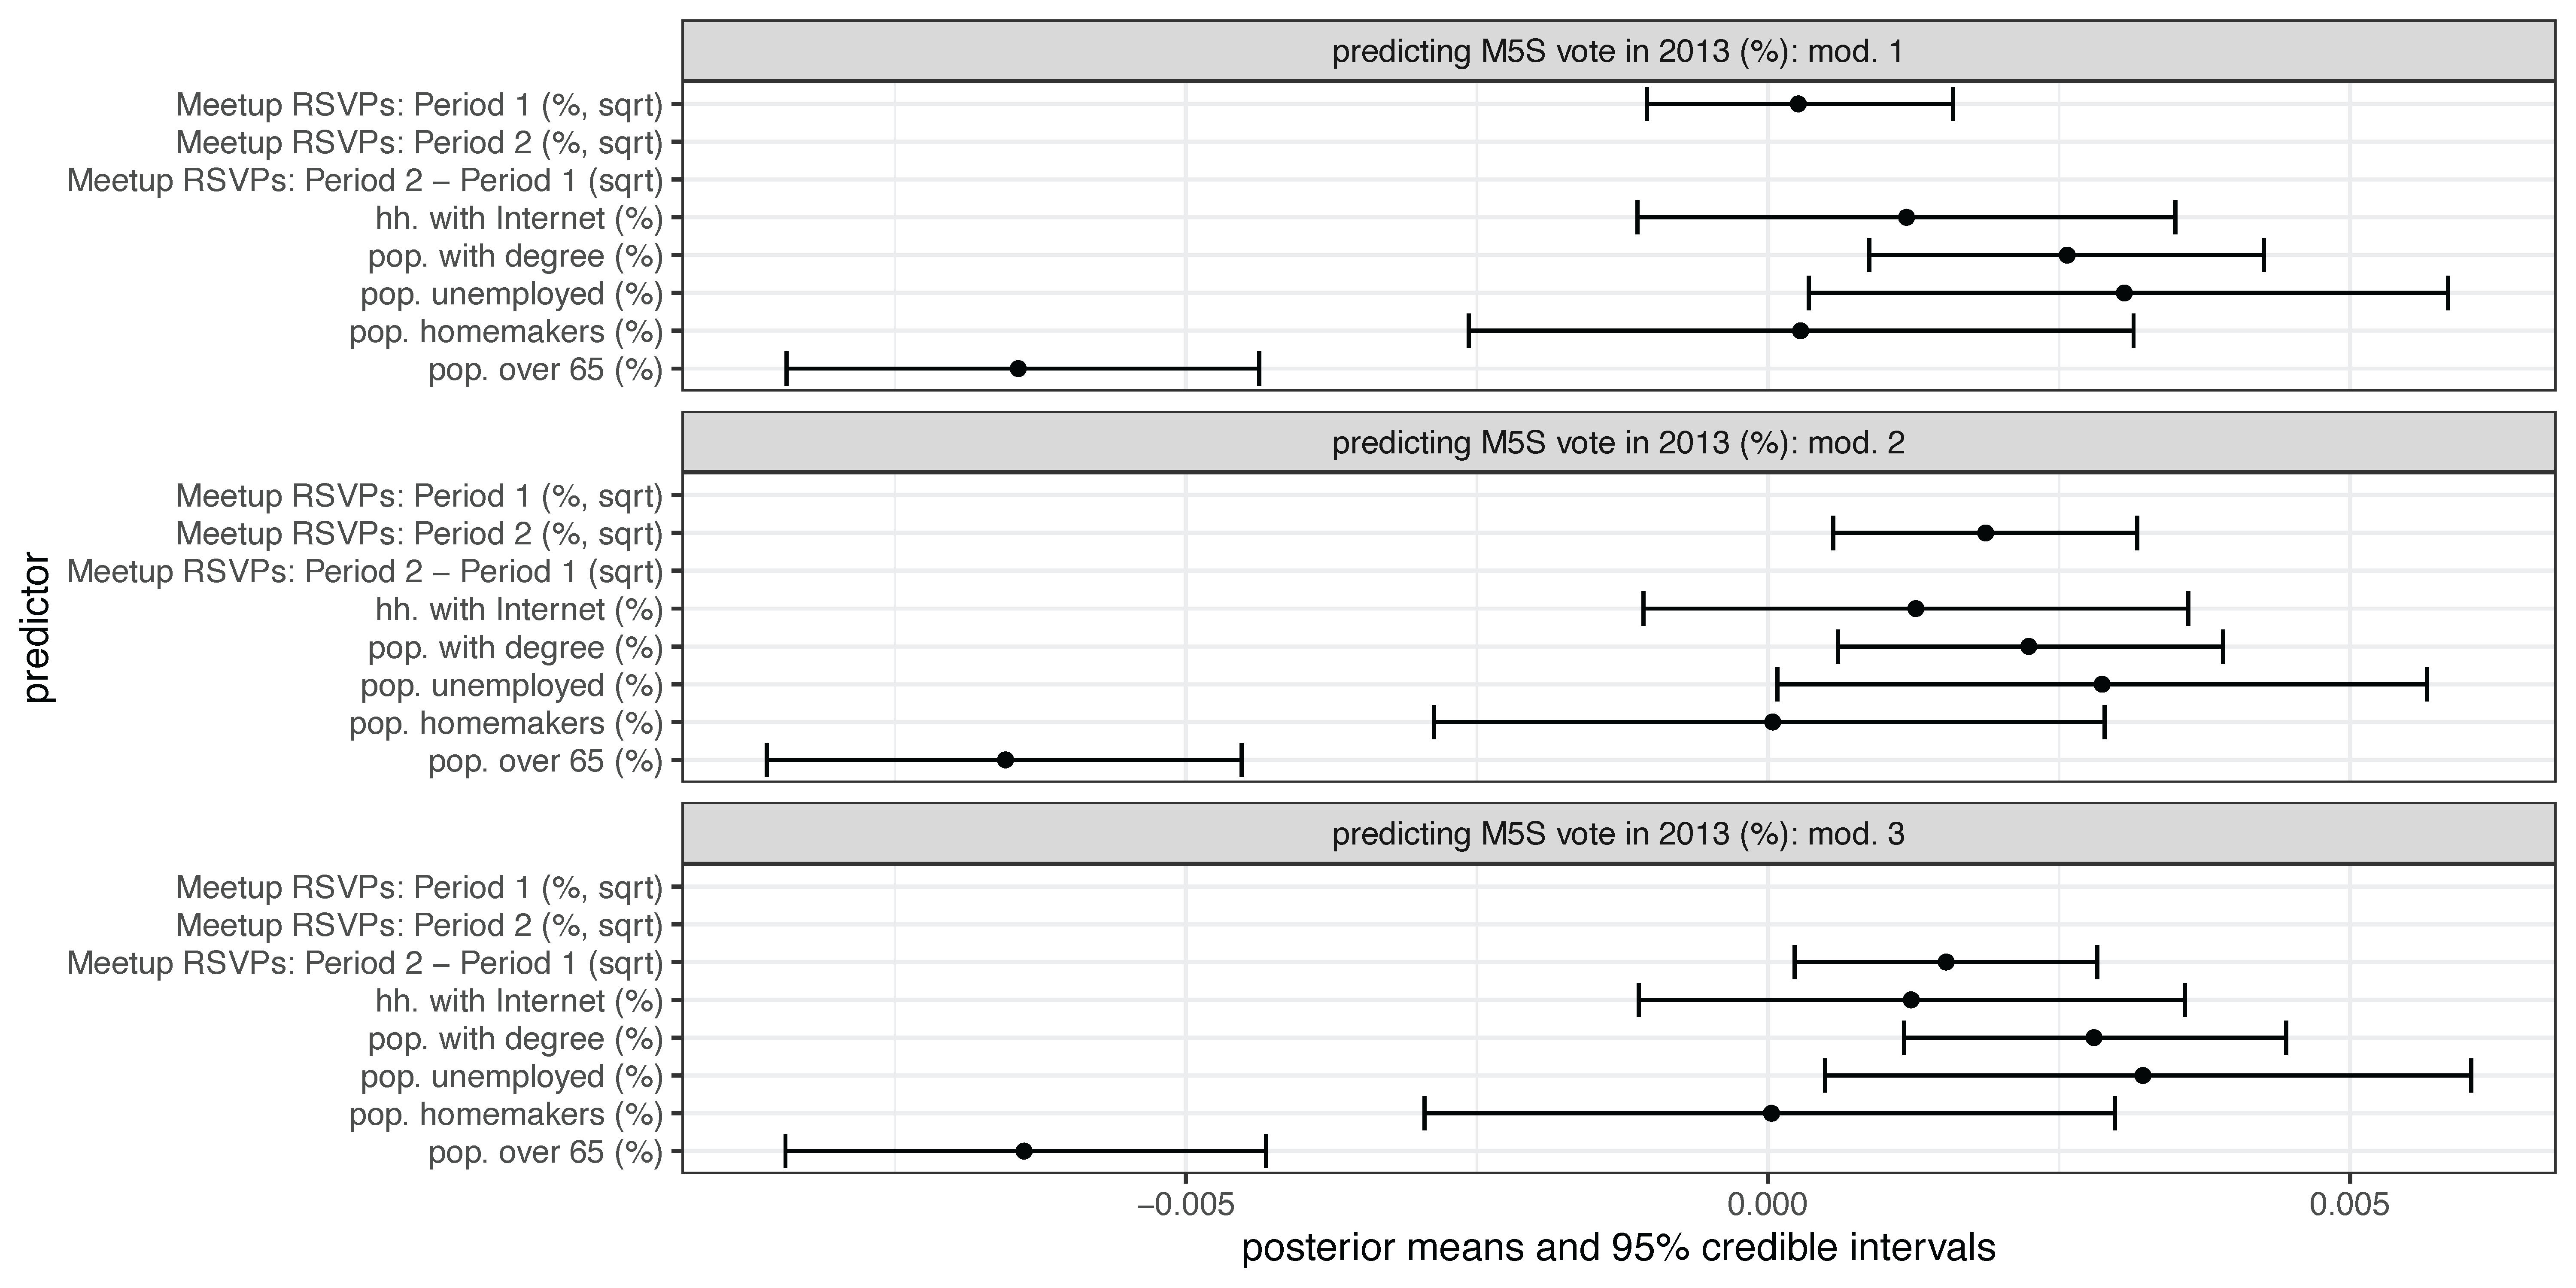 predicting M5S vote in 2013 (%): mod. 1
Meetup RSVPs: Period 1 (%, sqrt)
Meetup RSVPs: Period 2 (%, sqrt)
Meetup RSVPs: Period 2 – Period 1 (sqrt)
hh. with Internet (%)
pop. with degree (%)
pop. unemployed (%)
pop. homemakers (%)
pop. over 65 (%)
predicting M5S vote in 2013 (%): mod. 2
Meetup RSVPs: Period 1 (%, sqrt)
Meetup RSVPs: Period 2 (%, sqrt)
Meetup RSVPs: Period 2 – Period 1 (sqrt)
hh. with Internet (%)
pop. with degree (%)
pop. unemployed (%)
pop. homemakers (%)
pop. over 65 (%)
predictor
predicting M5S vote in 2013 (%): mod. 3
Meetup RSVPs: Period 1 (%, sqrt)
Meetup RSVPs: Period 2 (%, sqrt)
Meetup RSVPs: Period 2 – Period 1 (sqrt)
hh. with Internet (%)
pop. with degree (%)
pop. unemployed (%)
pop. homemakers (%)
pop. over 65 (%)
−0.005 0.000 0.005
posterior means and 95% credible intervals